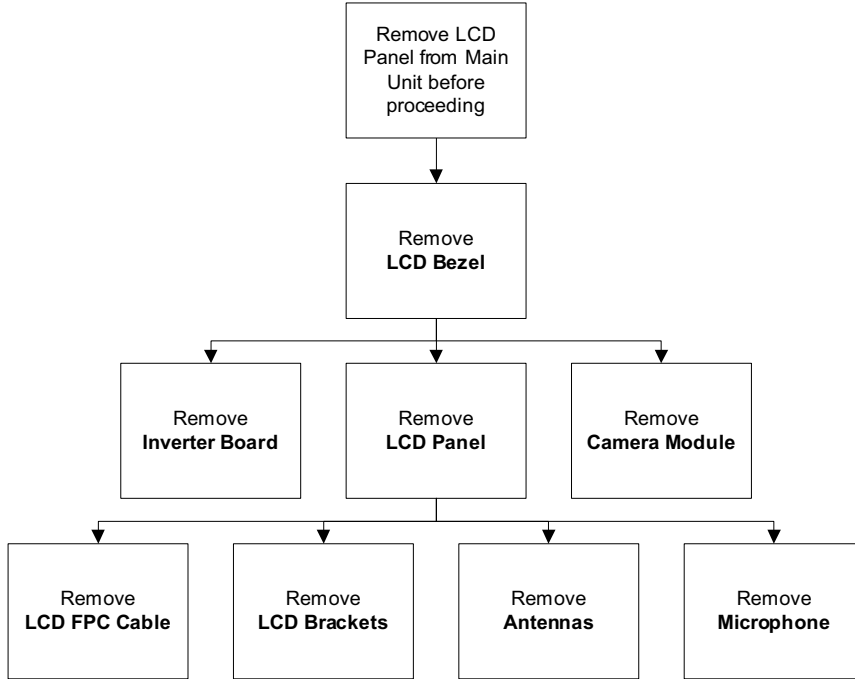 Remove LCD
Panel from Main
Unit before
proceeding
Remove
LCD Bezel
Remove
Inverter Board
Remove
LCD Panel
Remove
Camera Module
Remove
LCD FPC Cable
Remove
LCD Brackets
Remove
Antennas
Remove
Microphone